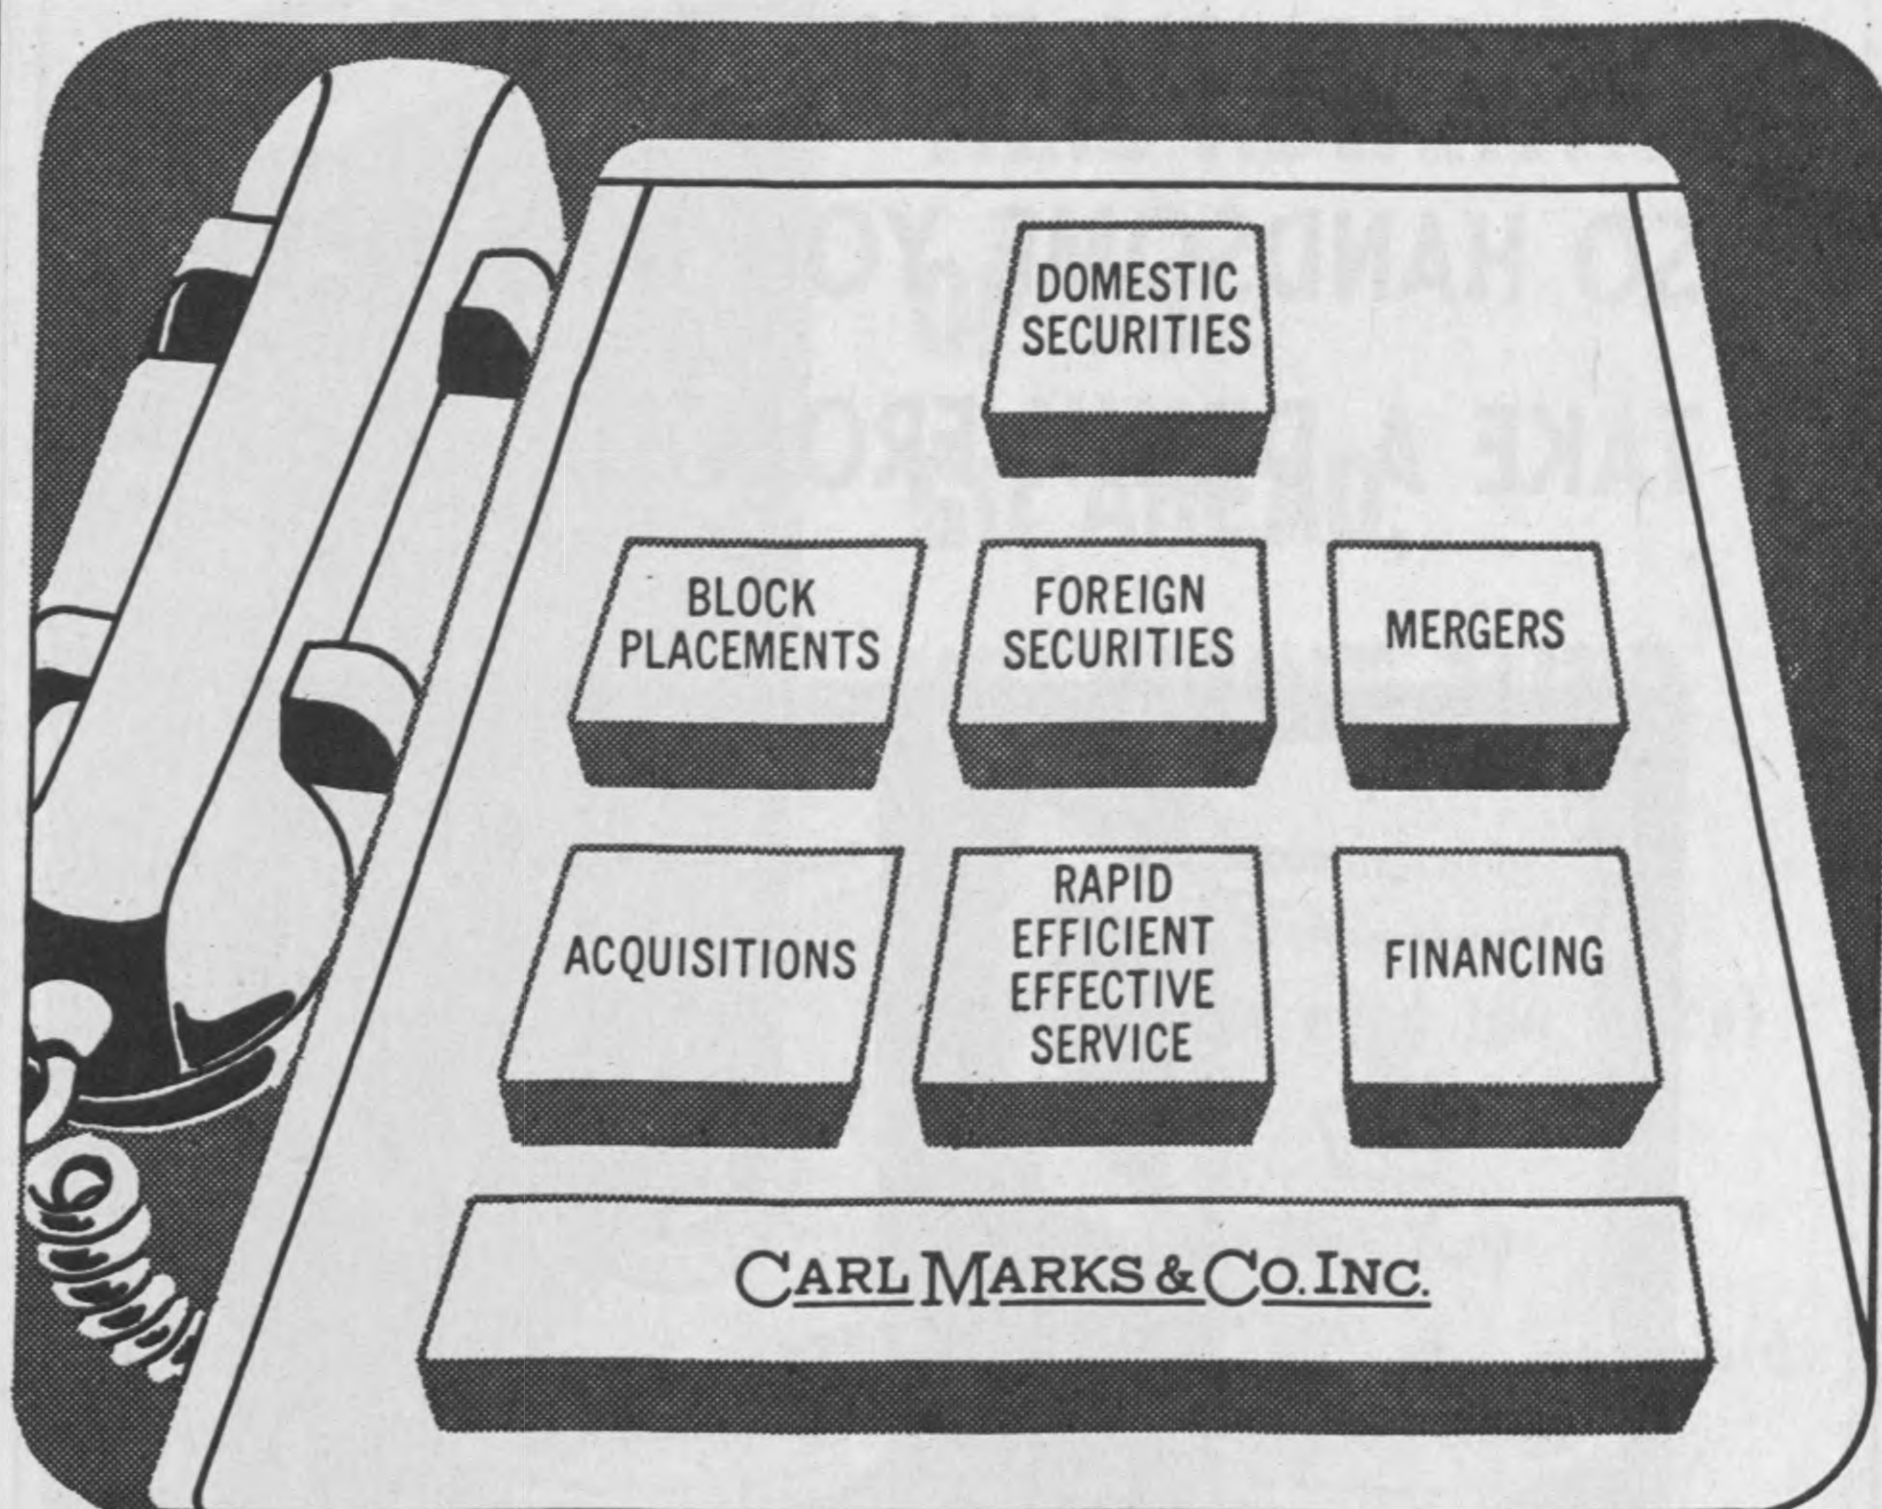 DOMESTIC
SECURITIES
BLOCK
PLACEMENTS
FOREIGN
SECURITIES
MERGERS
ACQUISITIONS
RAPID
EFFICIENT
EFFECTIVE
SERVICE
FINANCING
CARL MARKS & CO. INC.